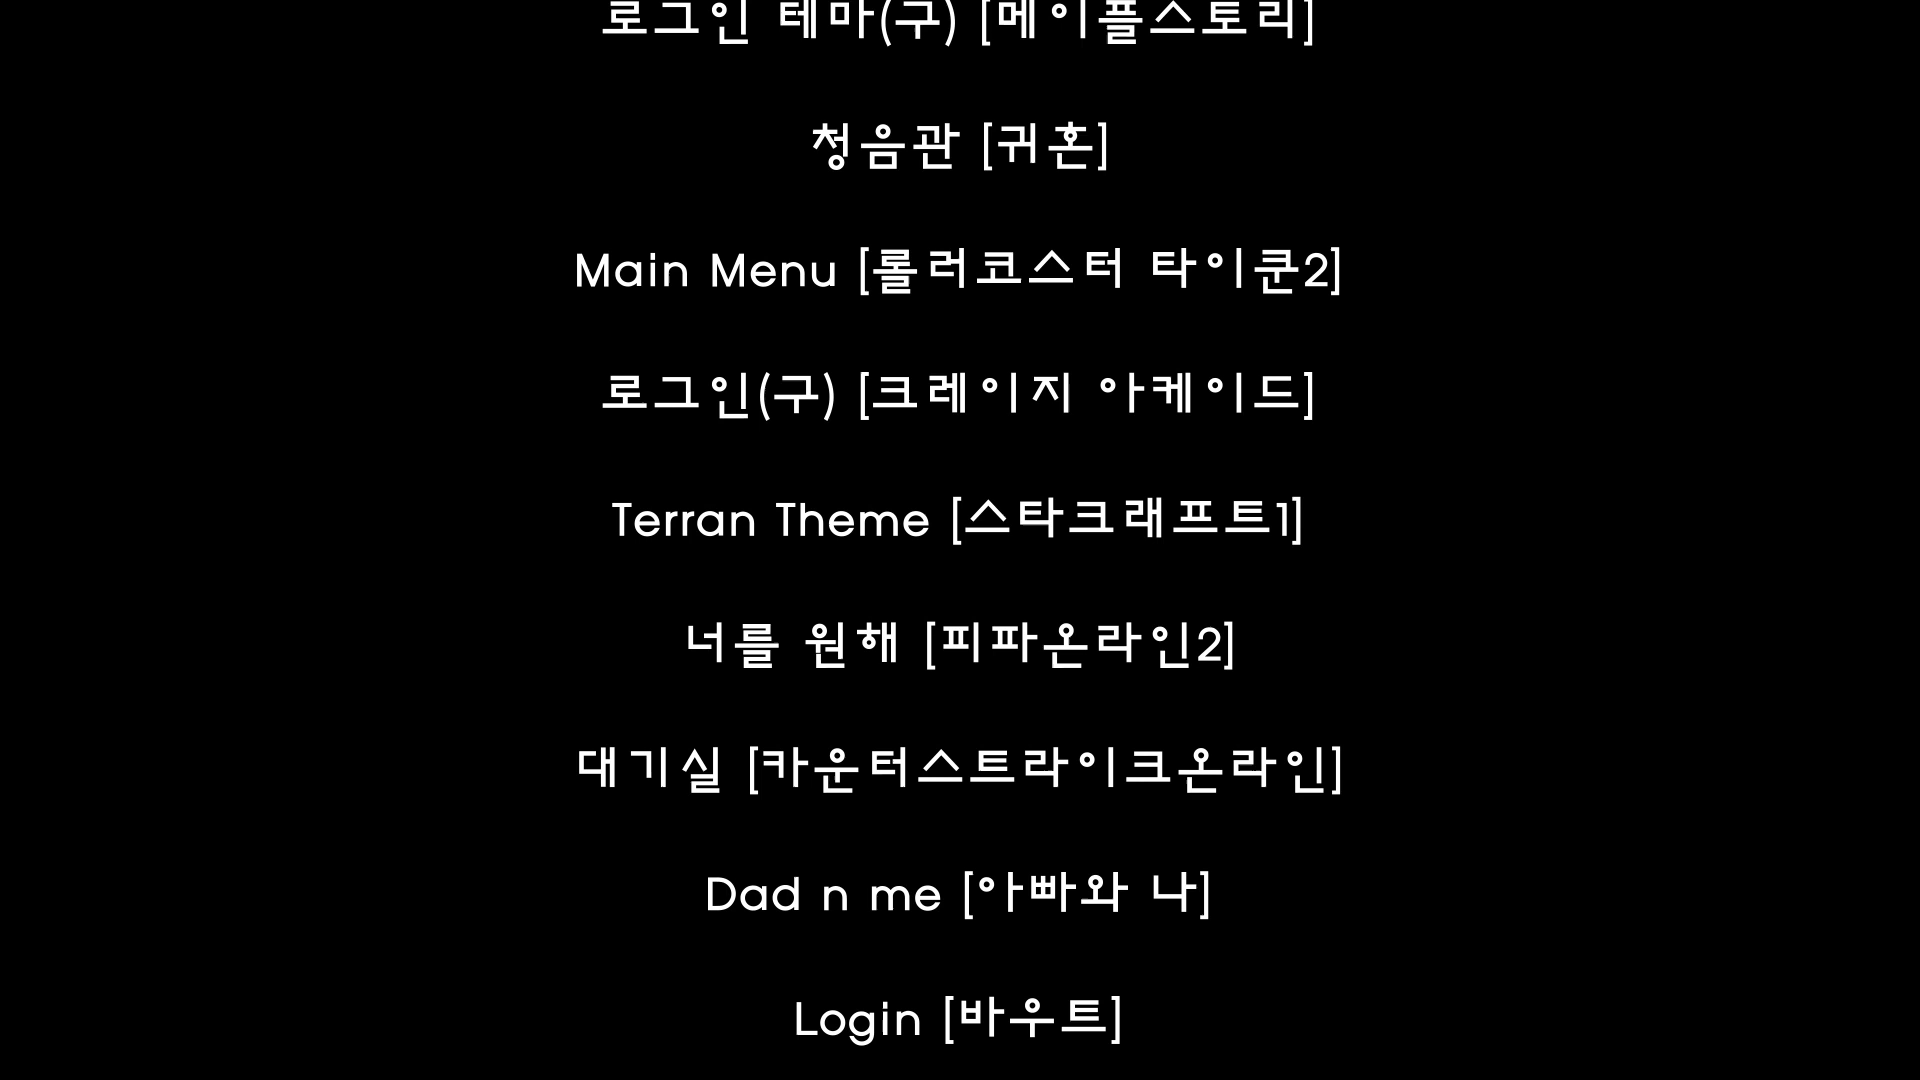 로그인 테마(구) [메이플스토리]
청음관 [귀혼]
Main Menu [롤러코스터 타이쿤2]
로그인(구) [크레이지 아케이드]
Terran Theme [스타크래프트1]
너를 원해 [피파온라인2]
대기실 [카운터스트라이크온라인]
Dad n me [아빠와 나]
Login [바우트]